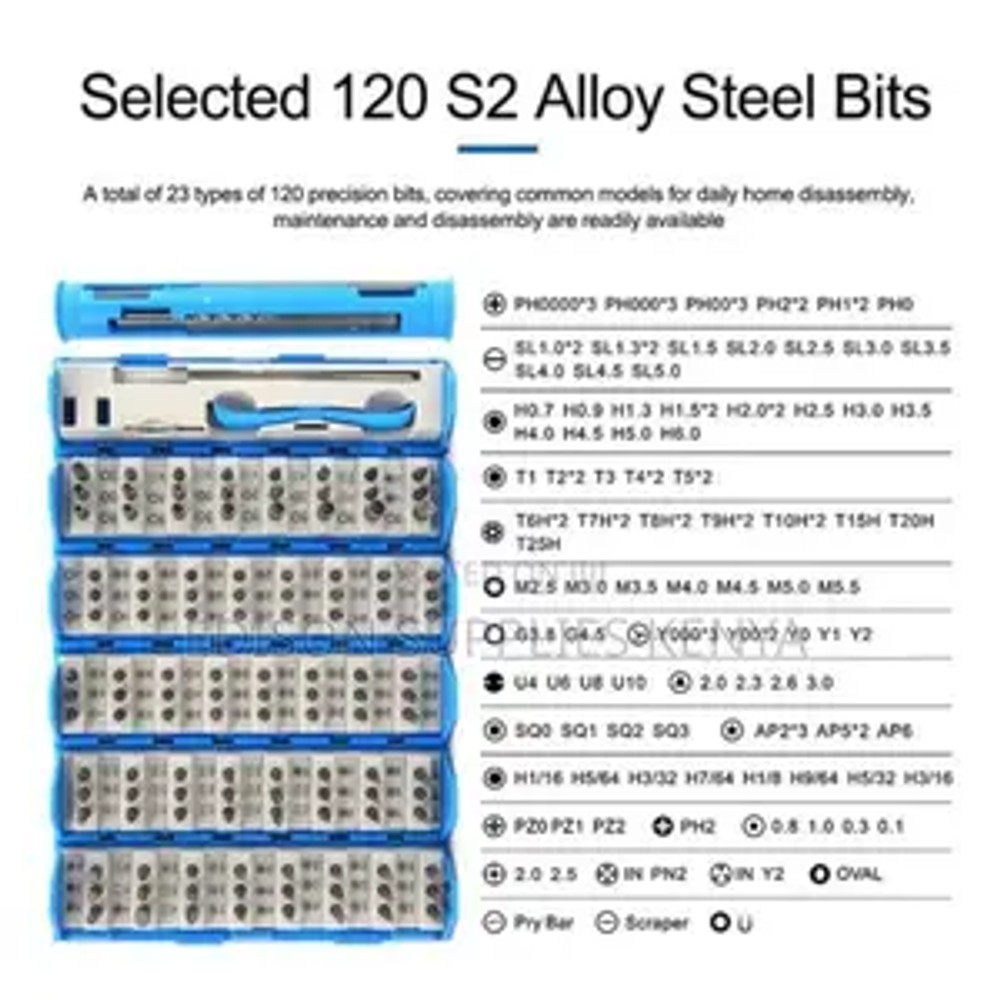 Selected 120 S2 Alloy Steel Bits
A total of 23 types of 120 precision bits, covering common models for daily home disassembly,
maintenance and disassembly are readily available
PH0000*3 PH000*3 PH00*3 PH2*2 PH1*2 PH0
SL1.0*2 SL1.3*2 SL1.5 SL2.0 SL2.5 SL3.0 SL3.5
SL4.0 SL4.5 SL5.0
H0.7 H0.9 H1.3 H1.5*2 H2.0*2 H2.5 H3.0 H3.5
H4.0 H4.5 H5.0 H6.0
T1 T2*2 T3 T4*2 T5*2
T6H*2 T7H*2 T8H*2 T9H*2 T10H*2 T15H T20H
T25H
POSTED ON JIJI
M2.5 M3.0 M3.5 M4.0 M4.5 M5.0 M5.5
SUPPLIES KENYA
G3.8 G4.5 Y000*3 Y00*2 Y0 Y1 Y2
U4 U6 U8 U10 2.0 2.3 2.6 3.0
SQ0 SQ1 SQ2 SQ3 AP2*3 AP5*2 AP6
H1/16 H5/64 H3/32 H7/64 H1/8 H9/64 H5/32 H3/16
PZ0 PZ1 PZ2 PH2 0.8 1.0 0.3 0.1
2.0 2.5 IN PN2 IN Y2 OVAL
Pry Bar Scraper U